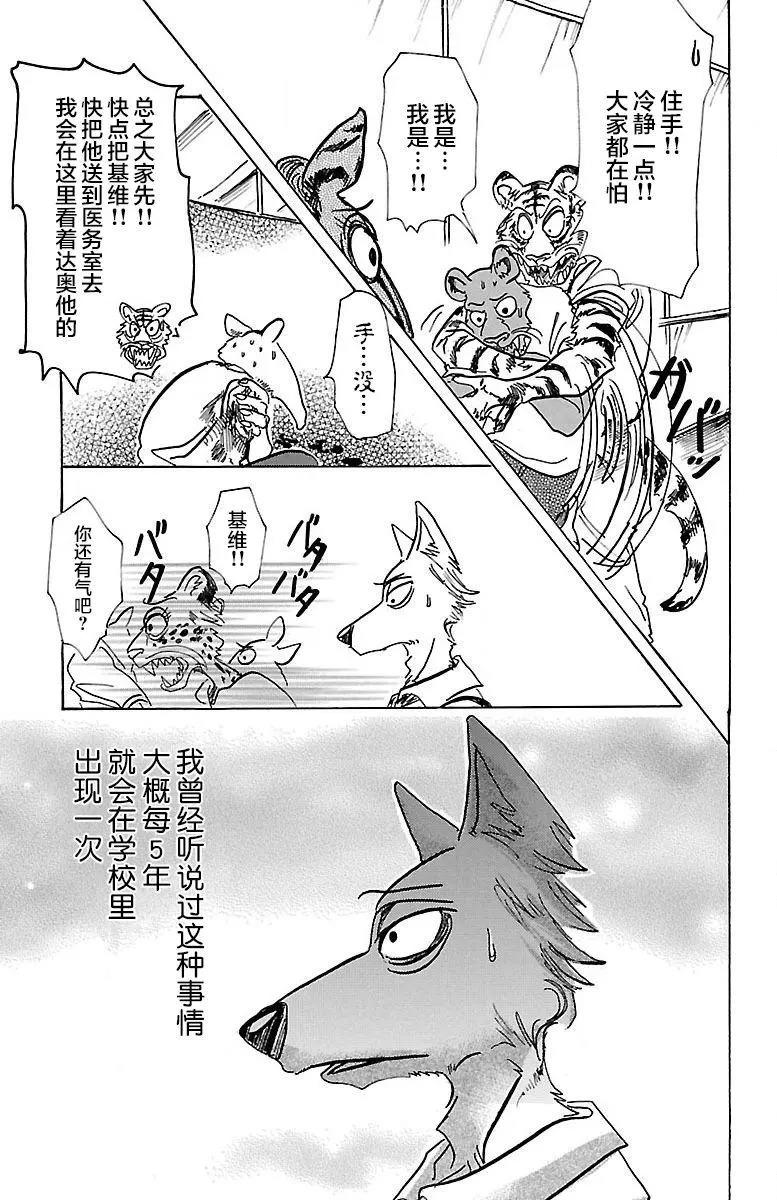 住手!!
冷静一点!!
大家都在怕
我是…
我是…!!
ガバッ
手…没…
总之大家先!!
快点把基维!!
快把他送到医务室去
我会在这里看着达奥他的
バタ
バタ
基维!!
バタ
バタ
你还有气吧?
我曾经听说过这种事情
大概每5年
就会在学校里
出现一次